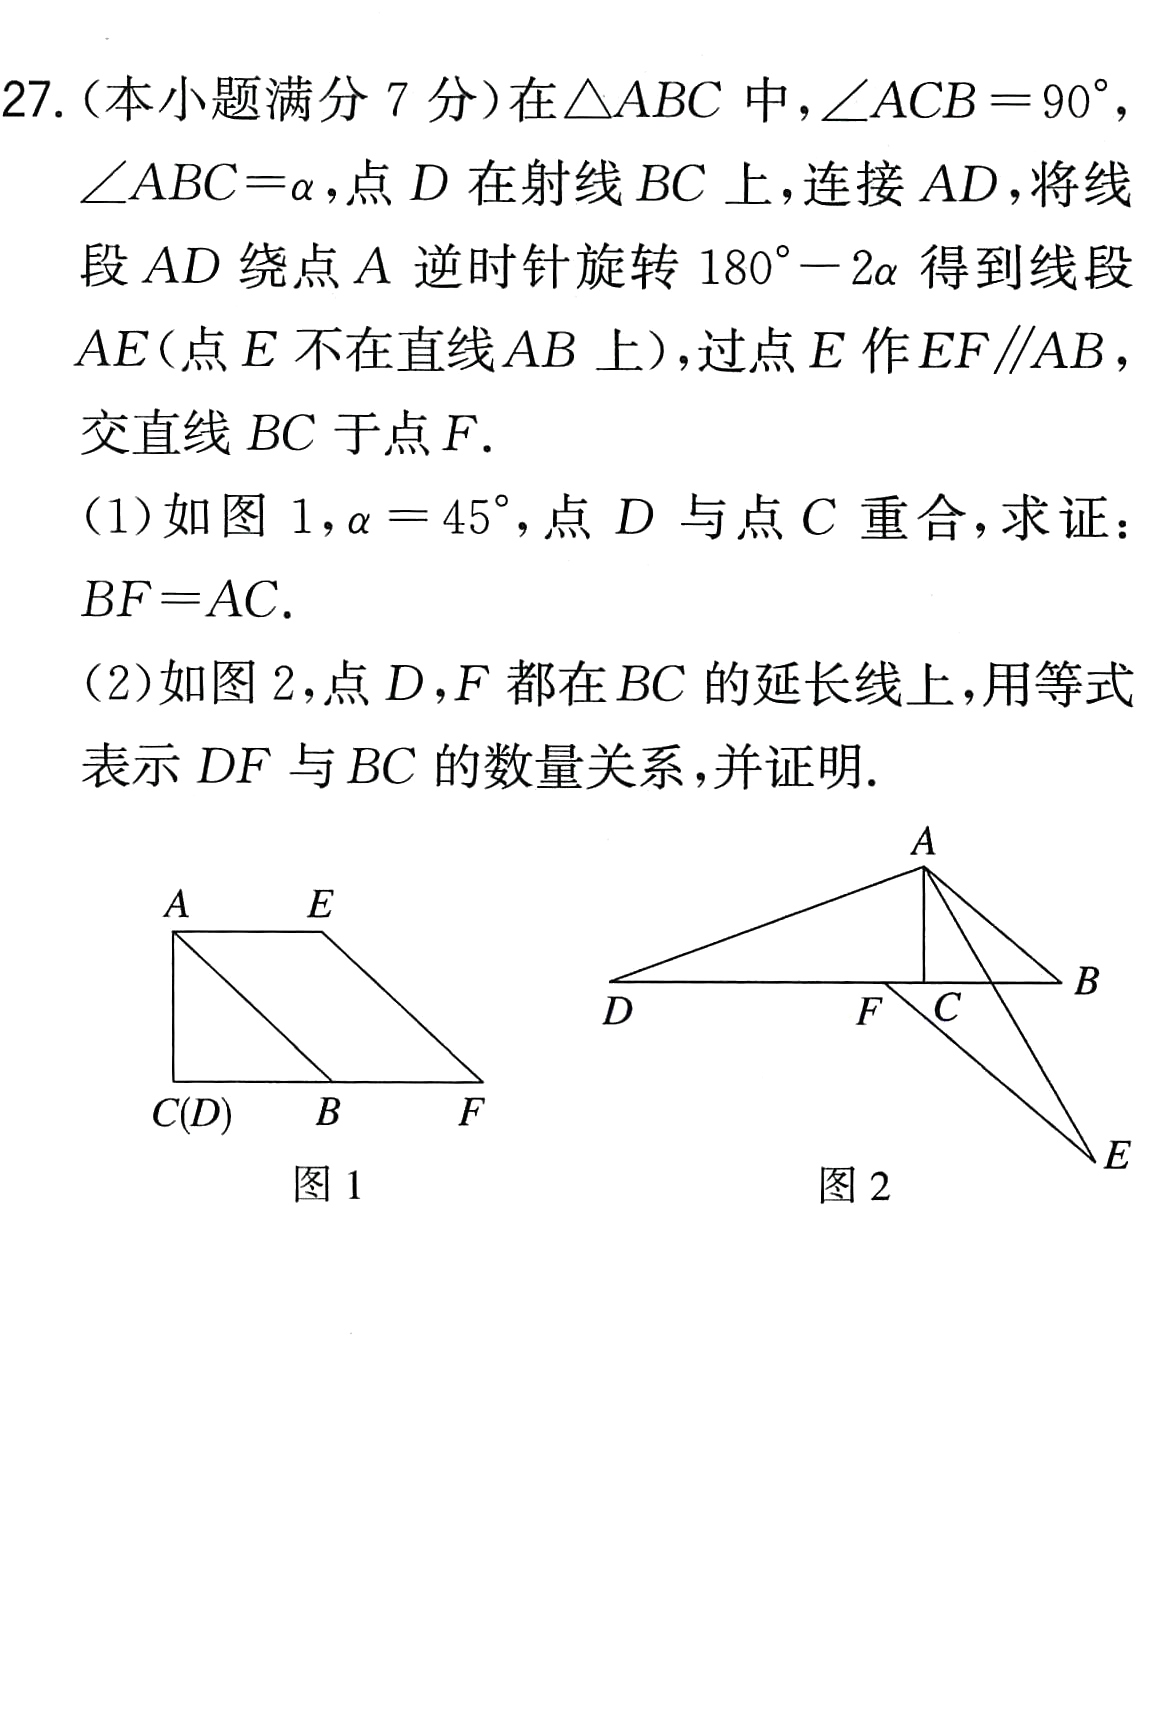 27.(本小题满分 7 分)在△ABC 中,∠ACB=90°,
∠ABC=α,点 D 在射线 BC 上,连接 AD,将线
段 AD 绕点 A 逆时针旋转 180°-2α 得到线段
AE(点 E 不在直线 AB 上),过点 E 作 EF∥AB,
交直线 BC 于点 F.
(1)如图 1,α=45°,点 D 与点 C 重合,求证:
BF=AC.
(2)如图 2,点 D,F 都在 BC 的延长线上,用等式
表示 DF 与 BC 的数量关系,并证明.
A E
C(D) B F
图 1
A
D F C B
E
图 2